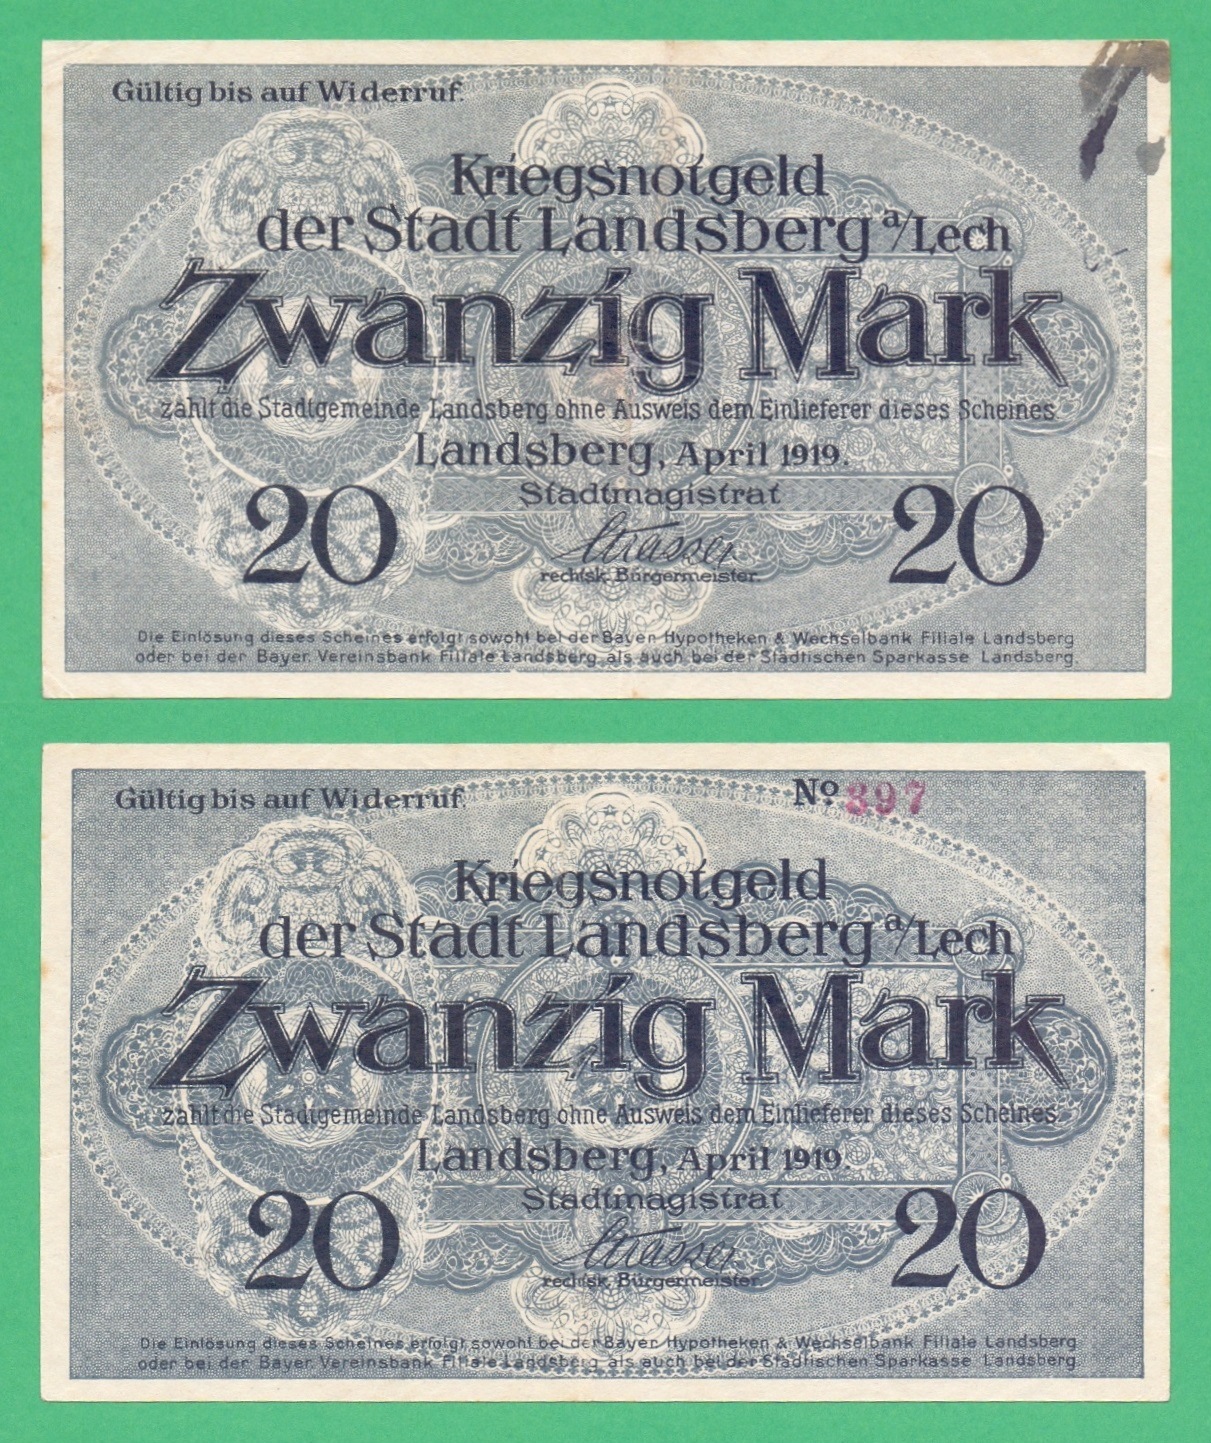 Gültig bis auf Widerruf.
Kriegsnotgeld
der Stadt Landsberg a/Lech
Zwanzig Mark
zahlt die Stadtgemeinde Landsberg ohne Ausweis dem Einlieferer dieses Scheines
Landsberg, April 1919.
Stadtmagistrat
20 Strasser 20
rechtsk. Bürgermeister.
Die Einlösung dieses Scheines erfolgt sowohl bei der Bayer. Hypotheken & Wechselbank Filiale Landsberg
oder bei der Bayer. Vereinsbank Filiale Landsberg, als auch bei der Städtischen Sparkasse Landsberg.
Gültig bis auf Widerruf. No. 397
Kriegsnotgeld
der Stadt Landsberg a/Lech
Zwanzig Mark
zahlt die Stadtgemeinde Landsberg ohne Ausweis dem Einlieferer dieses Scheines
Landsberg, April 1919.
Stadtmagistrat
20 Strasser 20
rechtsk. Bürgermeister.
Die Einlösung dieses Scheines erfolgt sowohl bei der Bayer. Hypotheken & Wechselbank Filiale Landsberg
oder bei der Bayer. Vereinsbank Filiale Landsberg, als auch bei der Städtischen Sparkasse Landsberg.